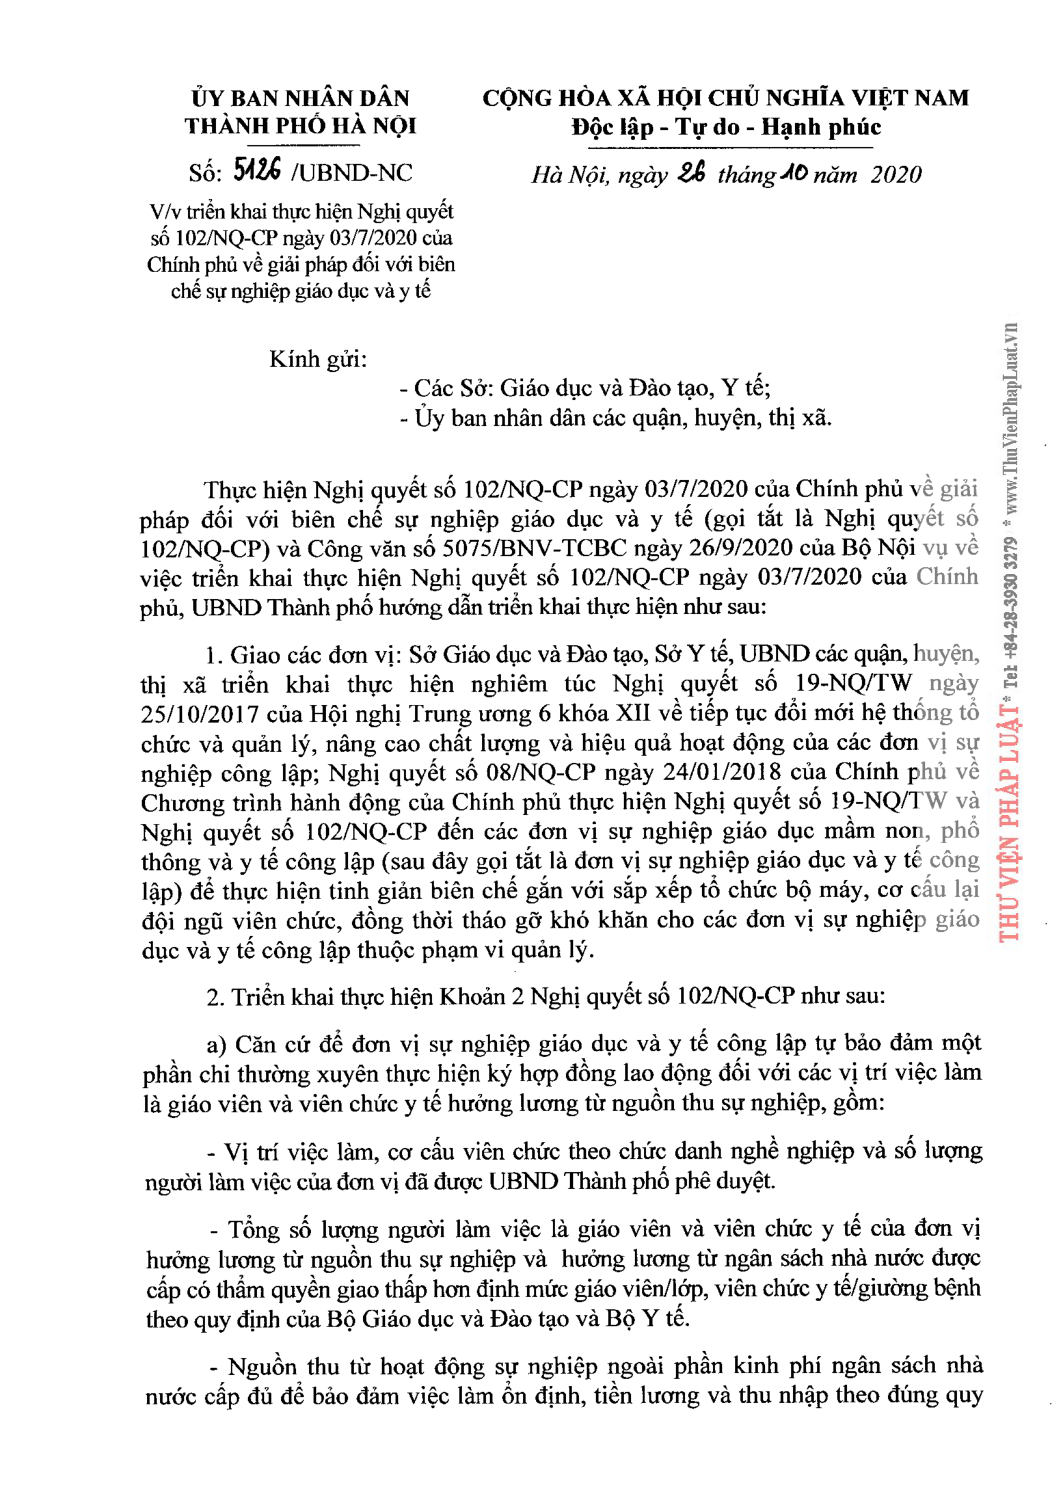 ỦY BAN NHÂN DÂN
THÀNH PHỐ HÀ NỘI
Số: 5126 /UBND-NC
V/v triển khai thực hiện Nghị quyết
số 102/NQ-CP ngày 03/7/2020 của
Chính phủ về giải pháp đối với biên
chế sự nghiệp giáo dục và y tế
CỘNG HÒA XÃ HỘI CHỦ NGHĨA VIỆT NAM
Độc lập - Tự do - Hạnh phúc
Hà Nội, ngày 26 tháng 10 năm 2020
Kính gửi:
- Các Sở: Giáo dục và Đào tạo, Y tế;
- Ủy ban nhân dân các quận, huyện, thị xã.
Thực hiện Nghị quyết số 102/NQ-CP ngày 03/7/2020 của Chính phủ về giải
pháp đối với biên chế sự nghiệp giáo dục và y tế (gọi tắt là Nghị quyết số
102/NQ-CP) và Công văn số 5075/BNV-TCBC ngày 26/9/2020 của Bộ Nội vụ về
việc triển khai thực hiện Nghị quyết số 102/NQ-CP ngày 03/7/2020 của Chính
phủ, UBND Thành phố hướng dẫn triển khai thực hiện như sau:
1. Giao các đơn vị: Sở Giáo dục và Đào tạo, Sở Y tế, UBND các quận, huyện,
thị xã triển khai thực hiện nghiêm túc Nghị quyết số 19-NQ/TW ngày
25/10/2017 của Hội nghị Trung ương 6 khóa XII về tiếp tục đổi mới hệ thống tổ
chức và quản lý, nâng cao chất lượng và hiệu quả hoạt động của các đơn vị sự
nghiệp công lập; Nghị quyết số 08/NQ-CP ngày 24/01/2018 của Chính phủ về
Chương trình hành động của Chính phủ thực hiện Nghị quyết số 19-NQ/TW và
Nghị quyết số 102/NQ-CP đến các đơn vị sự nghiệp giáo dục mầm non, phổ
thông và y tế công lập (sau đây gọi tắt là đơn vị sự nghiệp giáo dục và y tế công
lập) để thực hiện tinh giản biên chế gắn với sắp xếp tổ chức bộ máy, cơ cấu lại
đội ngũ viên chức, đồng thời tháo gỡ khó khăn cho các đơn vị sự nghiệp giáo
dục và y tế công lập thuộc phạm vi quản lý.
2. Triển khai thực hiện Khoản 2 Nghị quyết số 102/NQ-CP như sau:
a) Căn cứ để đơn vị sự nghiệp giáo dục và y tế công lập tự bảo đảm một
phần chi thường xuyên thực hiện ký hợp đồng lao động đối với các vị trí việc làm
là giáo viên và viên chức y tế hưởng lương từ nguồn thu sự nghiệp, gồm:
- Vị trí việc làm, cơ cấu viên chức theo chức danh nghề nghiệp và số lượng
người làm việc của đơn vị đã được UBND Thành phố phê duyệt.
- Tổng số lượng người làm việc là giáo viên và viên chức y tế của đơn vị
hưởng lương từ nguồn thu sự nghiệp và hưởng lương từ ngân sách nhà nước được
cấp có thẩm quyền giao thấp hơn định mức giáo viên/lớp, viên chức y tế/giường bệnh
theo quy định của Bộ Giáo dục và Đào tạo và Bộ Y tế.
- Nguồn thu từ hoạt động sự nghiệp ngoài phần kinh phí ngân sách nhà
nước cấp đủ để bảo đảm việc làm ổn định, tiền lương và thu nhập theo đúng quy
THƯ VIỆN PHÁP LUẬT * Tel: +84-28-3930 3279 * www.ThuVienPhapLuat.vn